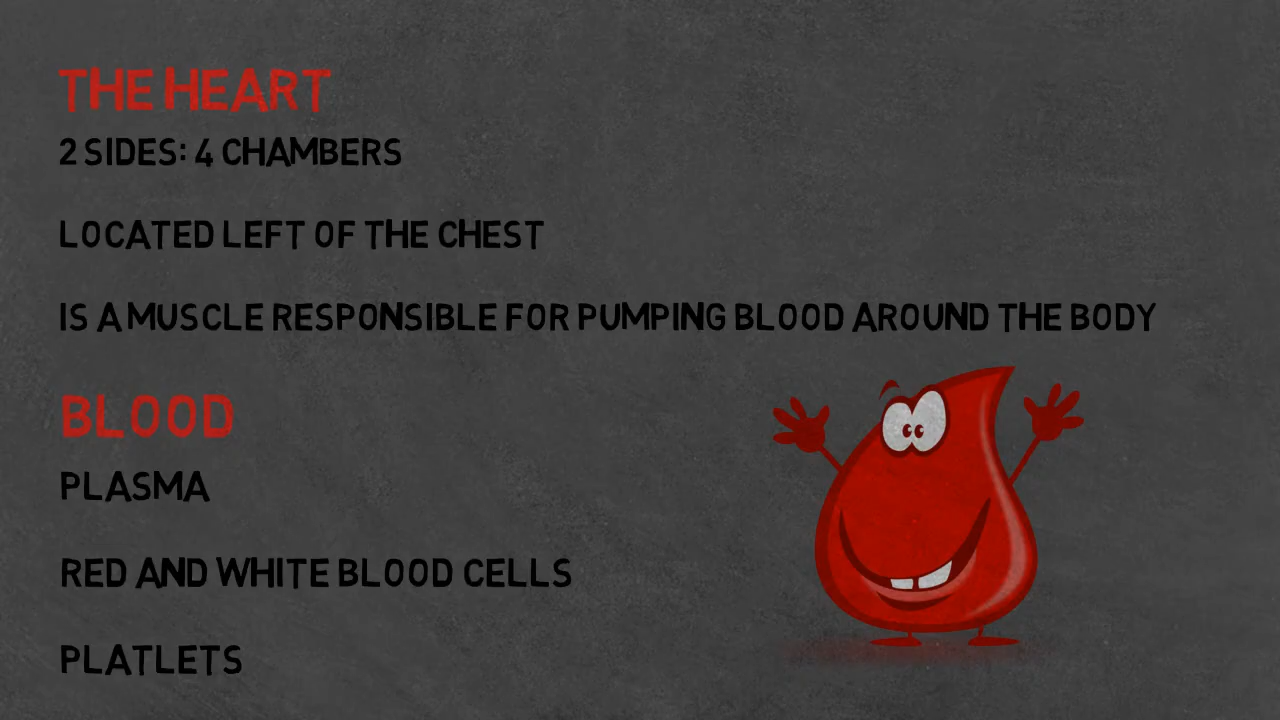 THE HEART
2 SIDES: 4 CHAMBERS
LOCATED LEFT OF THE CHEST
IS A MUSCLE RESPONSIBLE FOR PUMPING BLOOD AROUND THE BODY
BLOOD
PLASMA
RED AND WHITE BLOOD CELLS
PLATLETS